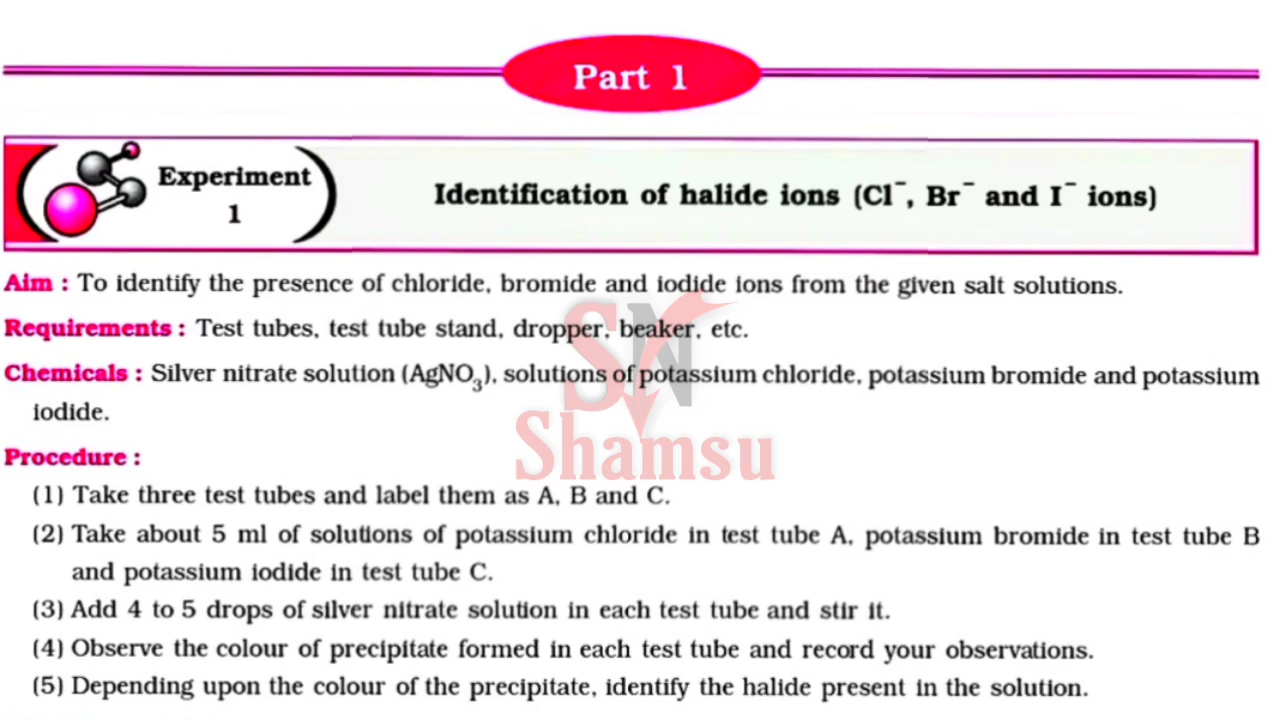 Part 1
Experiment
1
Identification of halide ions (Cl⁻, Br⁻ and I⁻ ions)
Aim : To identify the presence of chloride, bromide and iodide ions from the given salt solutions.
Requirements : Test tubes, test tube stand, dropper, beaker, etc.
Chemicals : Silver nitrate solution (AgNO₃), solutions of potassium chloride, potassium bromide and potassium
iodide.
Procedure :
(1) Take three test tubes and label them as A, B and C.
(2) Take about 5 ml of solutions of potassium chloride in test tube A, potassium bromide in test tube B
and potassium iodide in test tube C.
(3) Add 4 to 5 drops of silver nitrate solution in each test tube and stir it.
(4) Observe the colour of precipitate formed in each test tube and record your observations.
(5) Depending upon the colour of the precipitate, identify the halide present in the solution.
SN
Shamsu